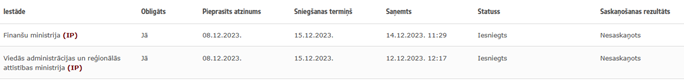 Iestāde Obligāts Pieprasīts atzinums Sniegšanas termiņš Saņemts Statuss Saskaņošanas rezultāts
Finanšu ministrija (IP) Jā 08.12.2023. 15.12.2023. 14.12.2023. 11:29 Iesniegts Nesaskaņots
Viedās administrācijas un reģionālās
attīstības ministrija (IP) Jā 08.12.2023. 15.12.2023. 12.12.2023. 12:17 Iesniegts Nesaskaņots